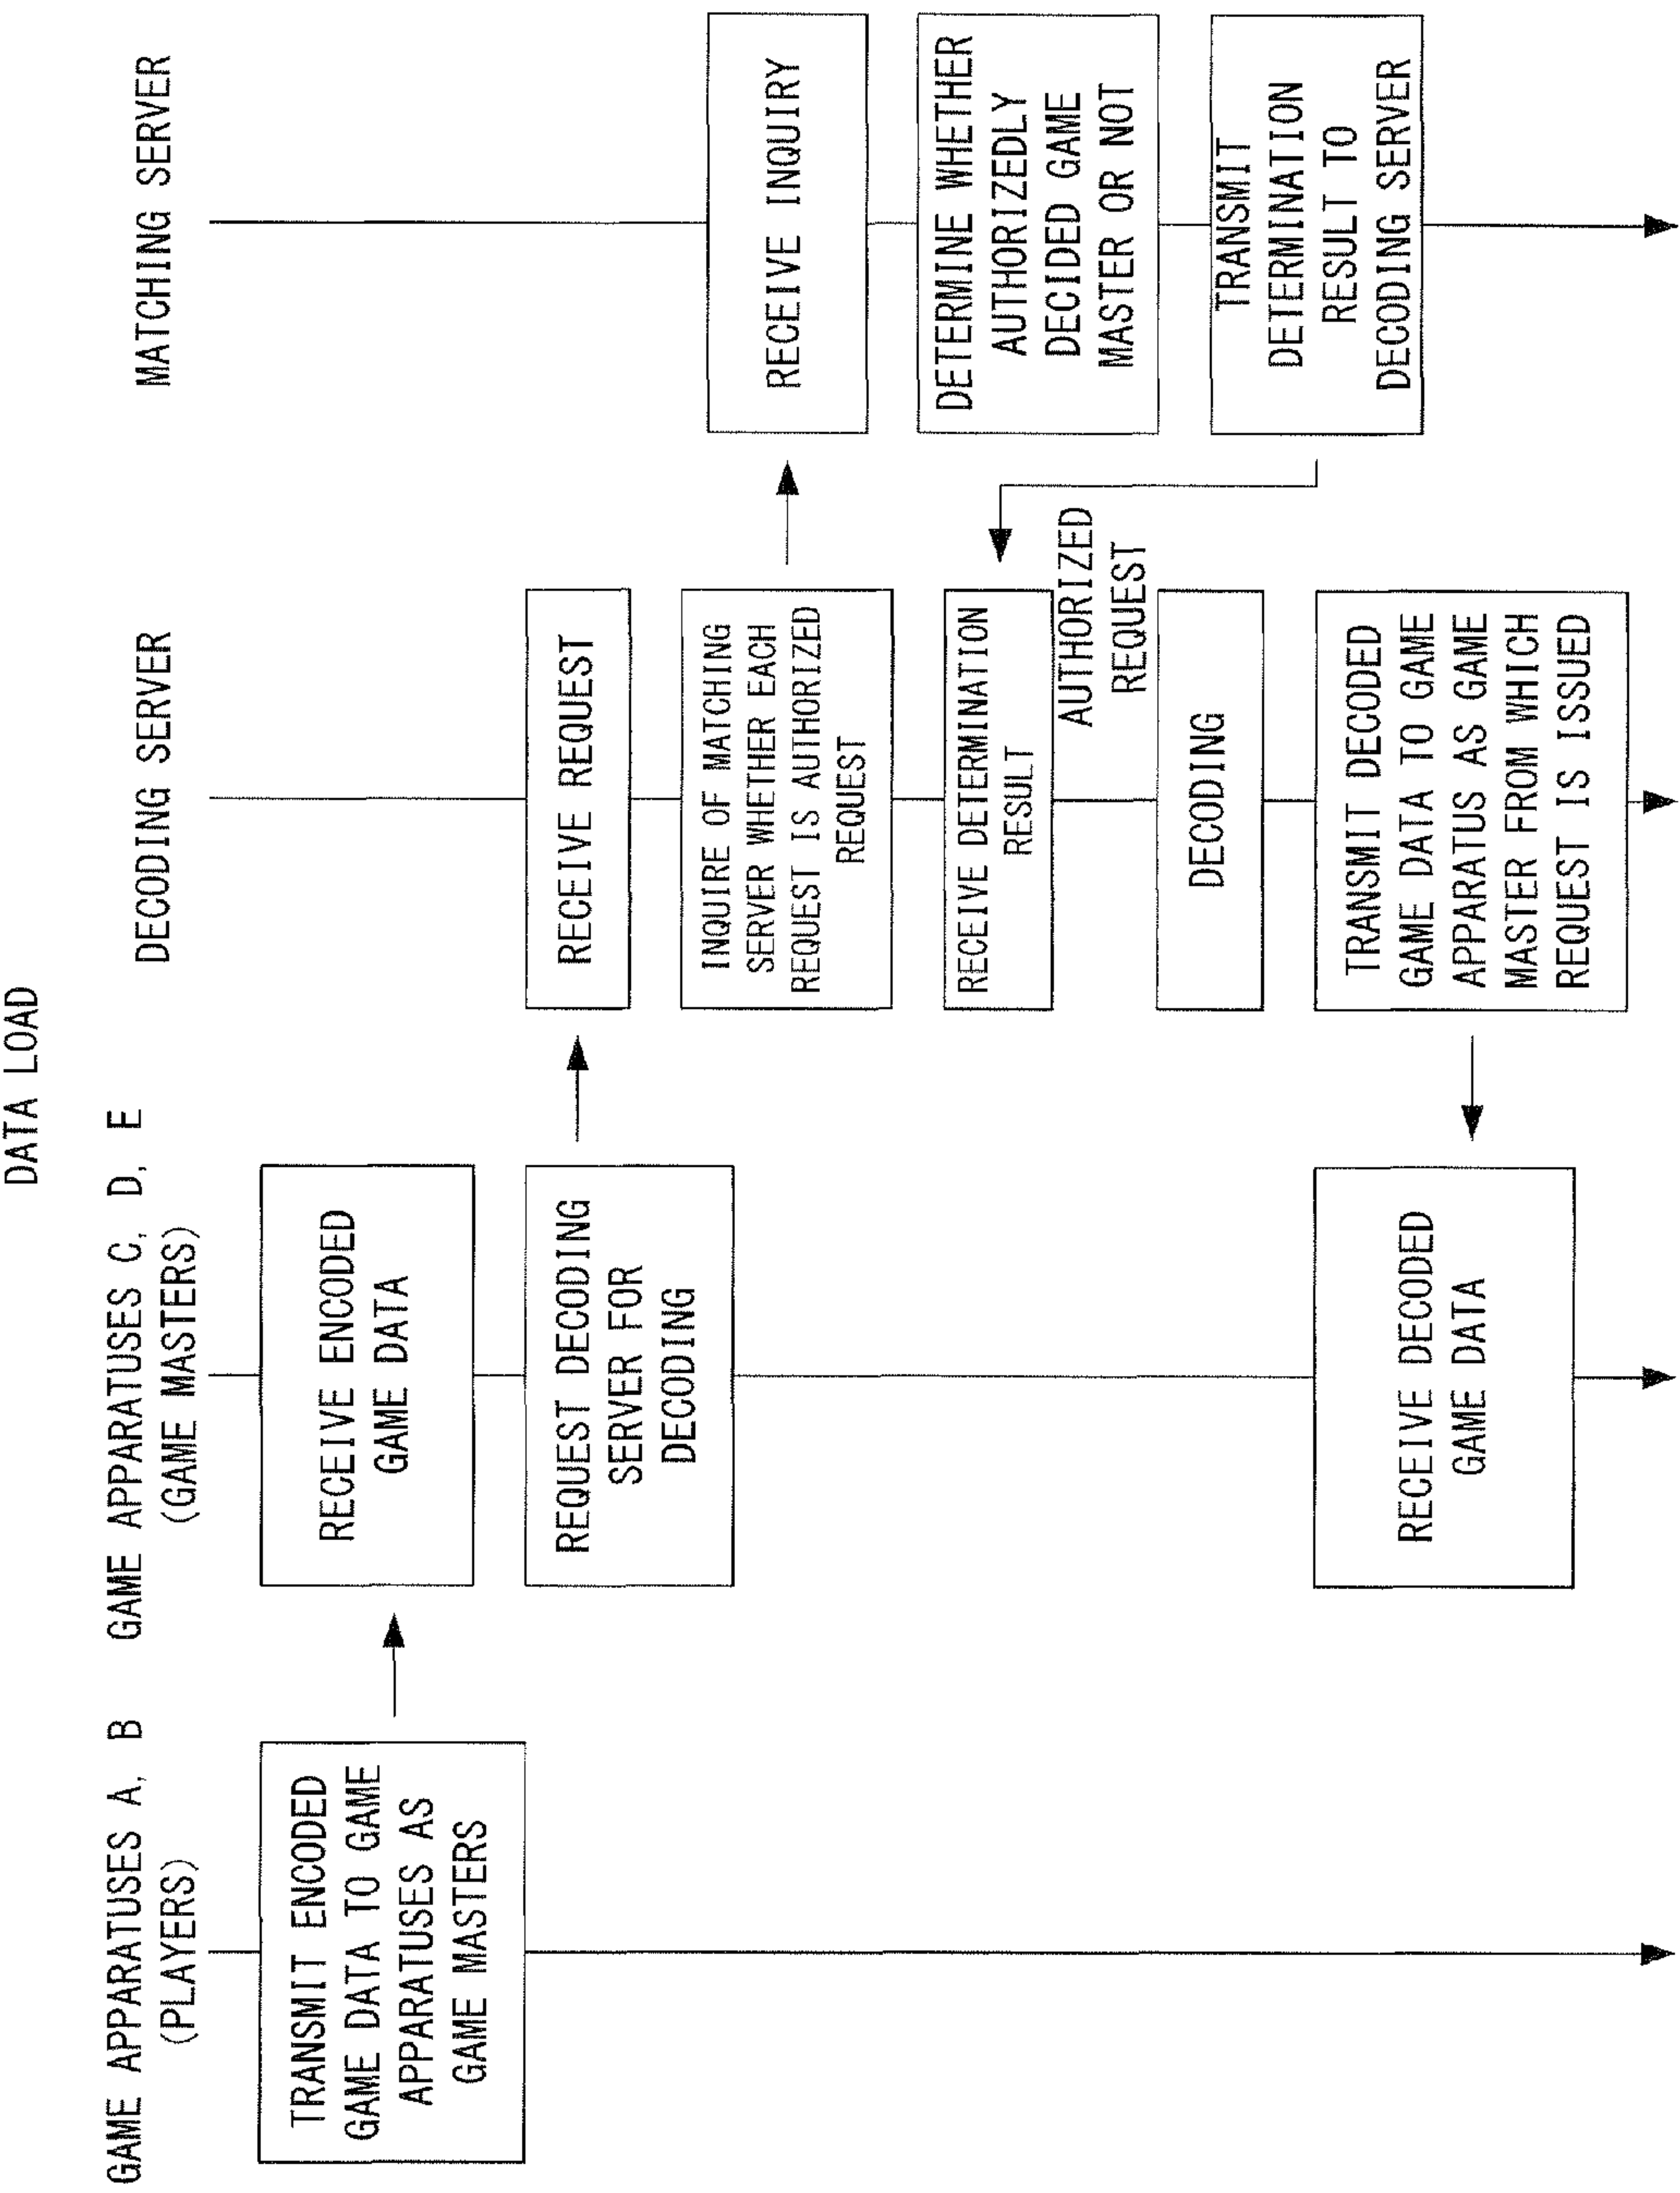 DATA LOAD
GAME APPARATUSES A, B
(PLAYERS)
GAME APPARATUSES C, D, E
(GAME MASTERS)
DECODING SERVER
MATCHING SERVER
TRANSMIT ENCODED
GAME DATA TO GAME
APPARATUSES AS
GAME MASTERS
RECEIVE ENCODED
GAME DATA
REQUEST DECODING
SERVER FOR
DECODING
RECEIVE REQUEST
INQUIRE OF MATCHING
SERVER WHETHER EACH
REQUEST IS AUTHORIZED
REQUEST
RECEIVE INQUIRY
DETERMINE WHETHER
AUTHORIZEDLY
DECIDED GAME
MASTER OR NOT
TRANSMIT
DETERMINATION
RESULT TO
DECODING SERVER
RECEIVE DETERMINATION
RESULT
AUTHORIZED
REQUEST
DECODING
TRANSMIT DECODED
GAME DATA TO GAME
APPARATUS AS GAME
MASTER FROM WHICH
REQUEST IS ISSUED
RECEIVE DECODED
GAME DATA